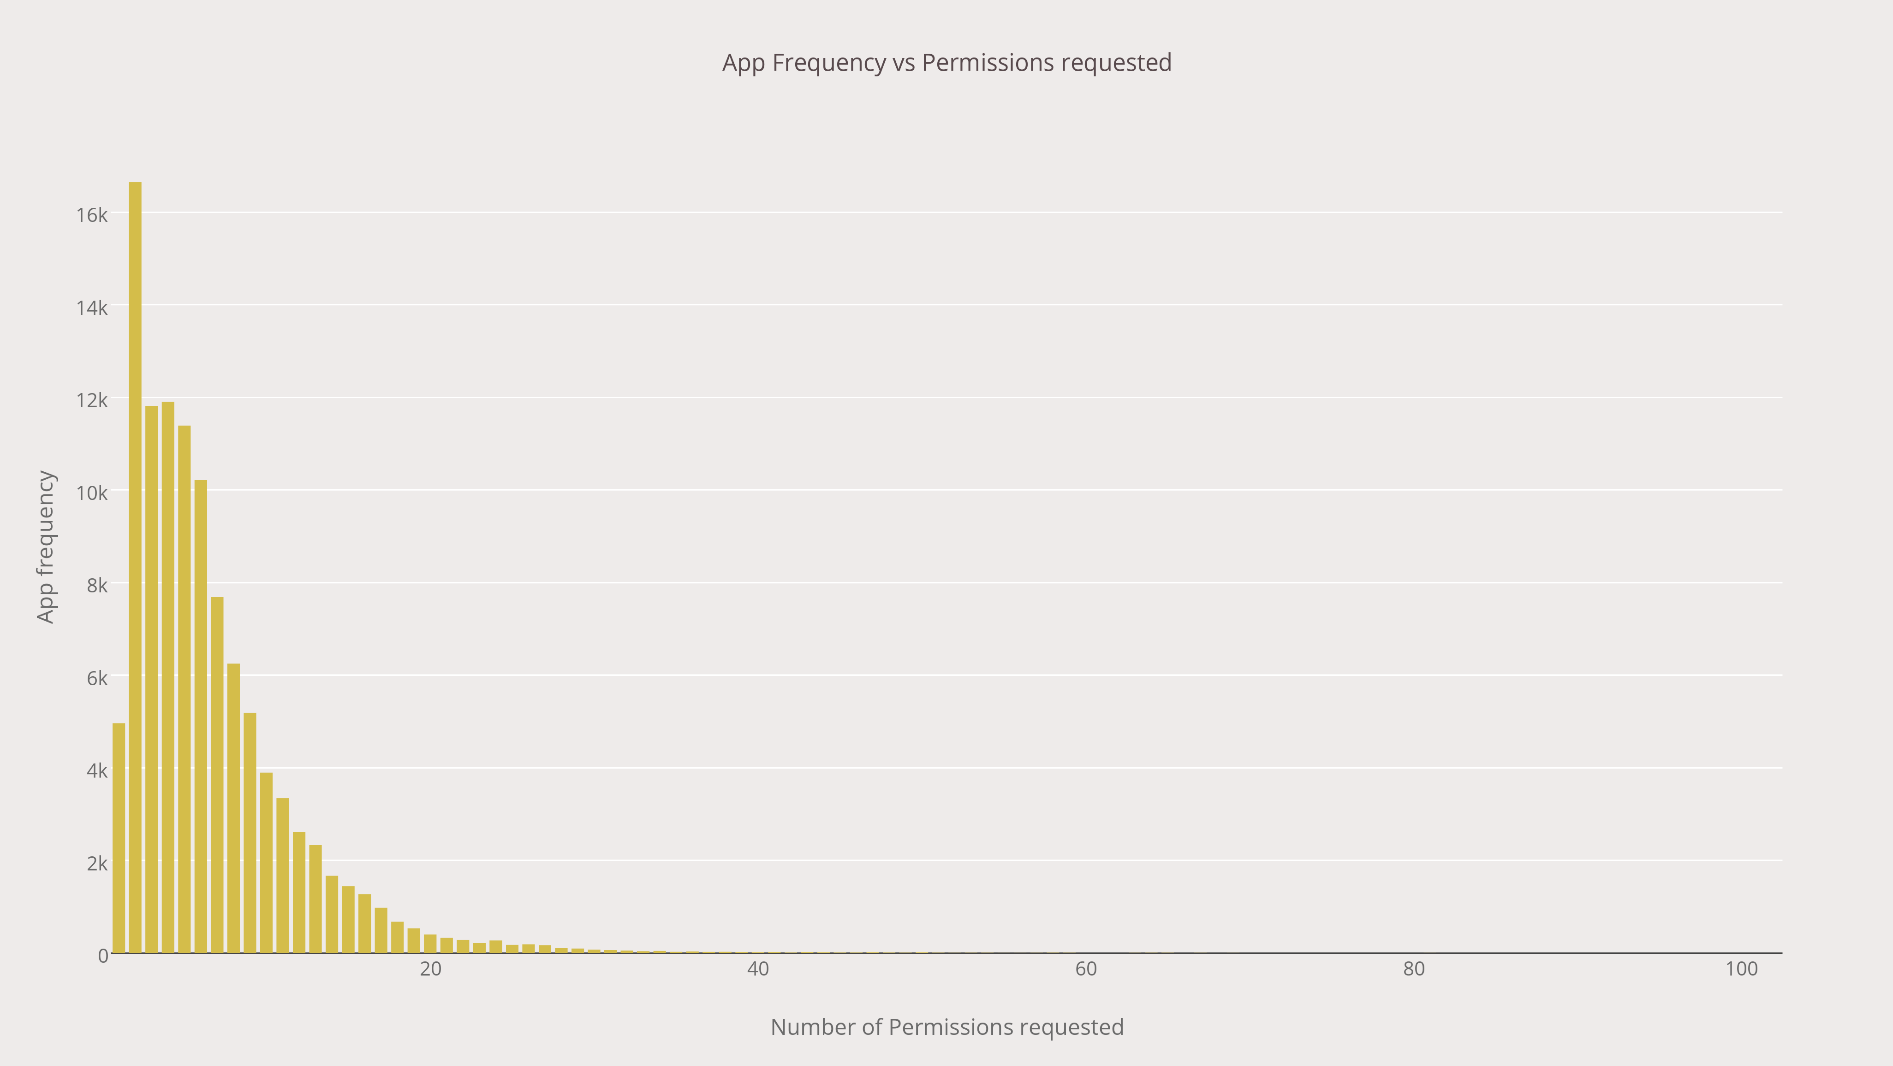 App Frequency vs Permissions requested
16k
14k
12k
10k
8k
6k
4k
2k
0
App frequency
20 40 60 80 100
Number of Permissions requested